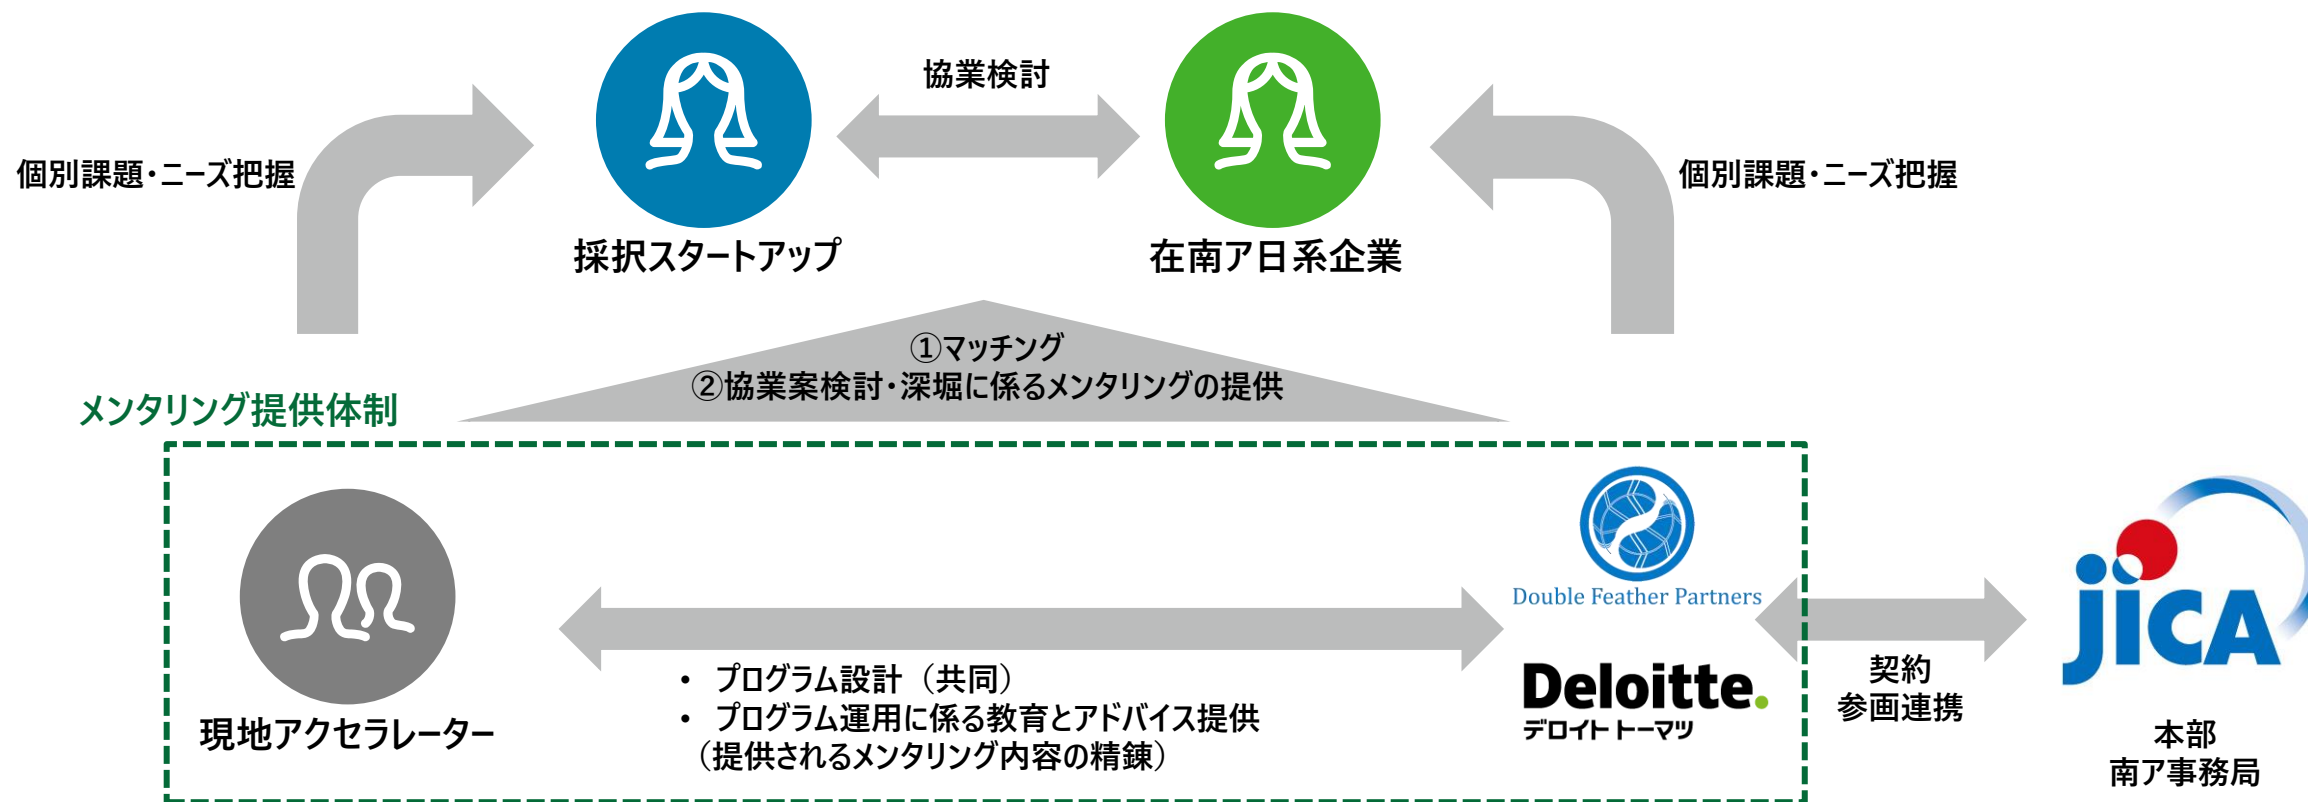 協業検討
個別課題・ニーズ把握
個別課題・ニーズ把握
採択スタートアップ
在南ア日系企業
①マッチング
②協業案検討・深堀に係るメンタリングの提供
メンタリング提供体制
Double Feather Partners
現地アクセラレーター
• プログラム設計（共同）
• プログラム運用に係る教育とアドバイス提供
（提供されるメンタリング内容の精錬）
Deloitte.
デロイト トーマツ
契約
参画連携
jICA
本部
南ア事務局